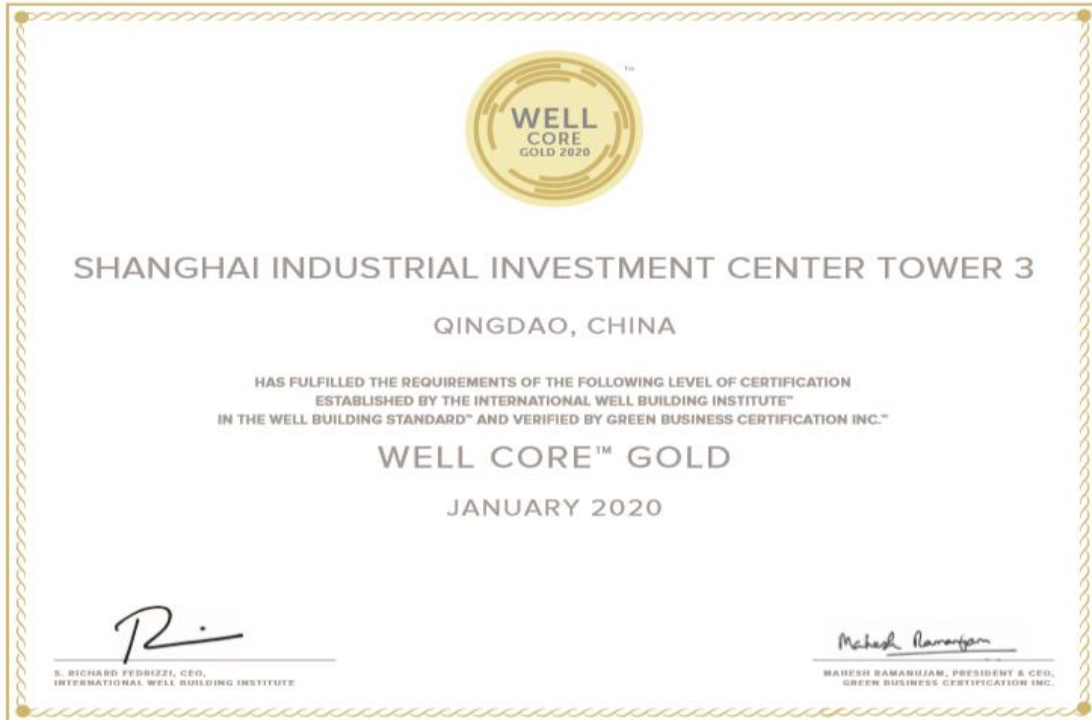 WELL
CORE
GOLD 2020
TM
SHANGHAI INDUSTRIAL INVESTMENT CENTER TOWER 3
QINGDAO, CHINA
HAS FULFILLED THE REQUIREMENTS OF THE FOLLOWING LEVEL OF CERTIFICATION
ESTABLISHED BY THE INTERNATIONAL WELL BUILDING INSTITUTE™
IN THE WELL BUILDING STANDARD™ AND VERIFIED BY GREEN BUSINESS CERTIFICATION INC.™
WELL CORE™ GOLD
JANUARY 2020
Mahesh Ramanujam
S. RICHARD FEDRIZZI, CEO,
INTERNATIONAL WELL BUILDING INSTITUTE
MAHESH RAMANUJAM, PRESIDENT & CEO,
GREEN BUSINESS CERTIFICATION INC.